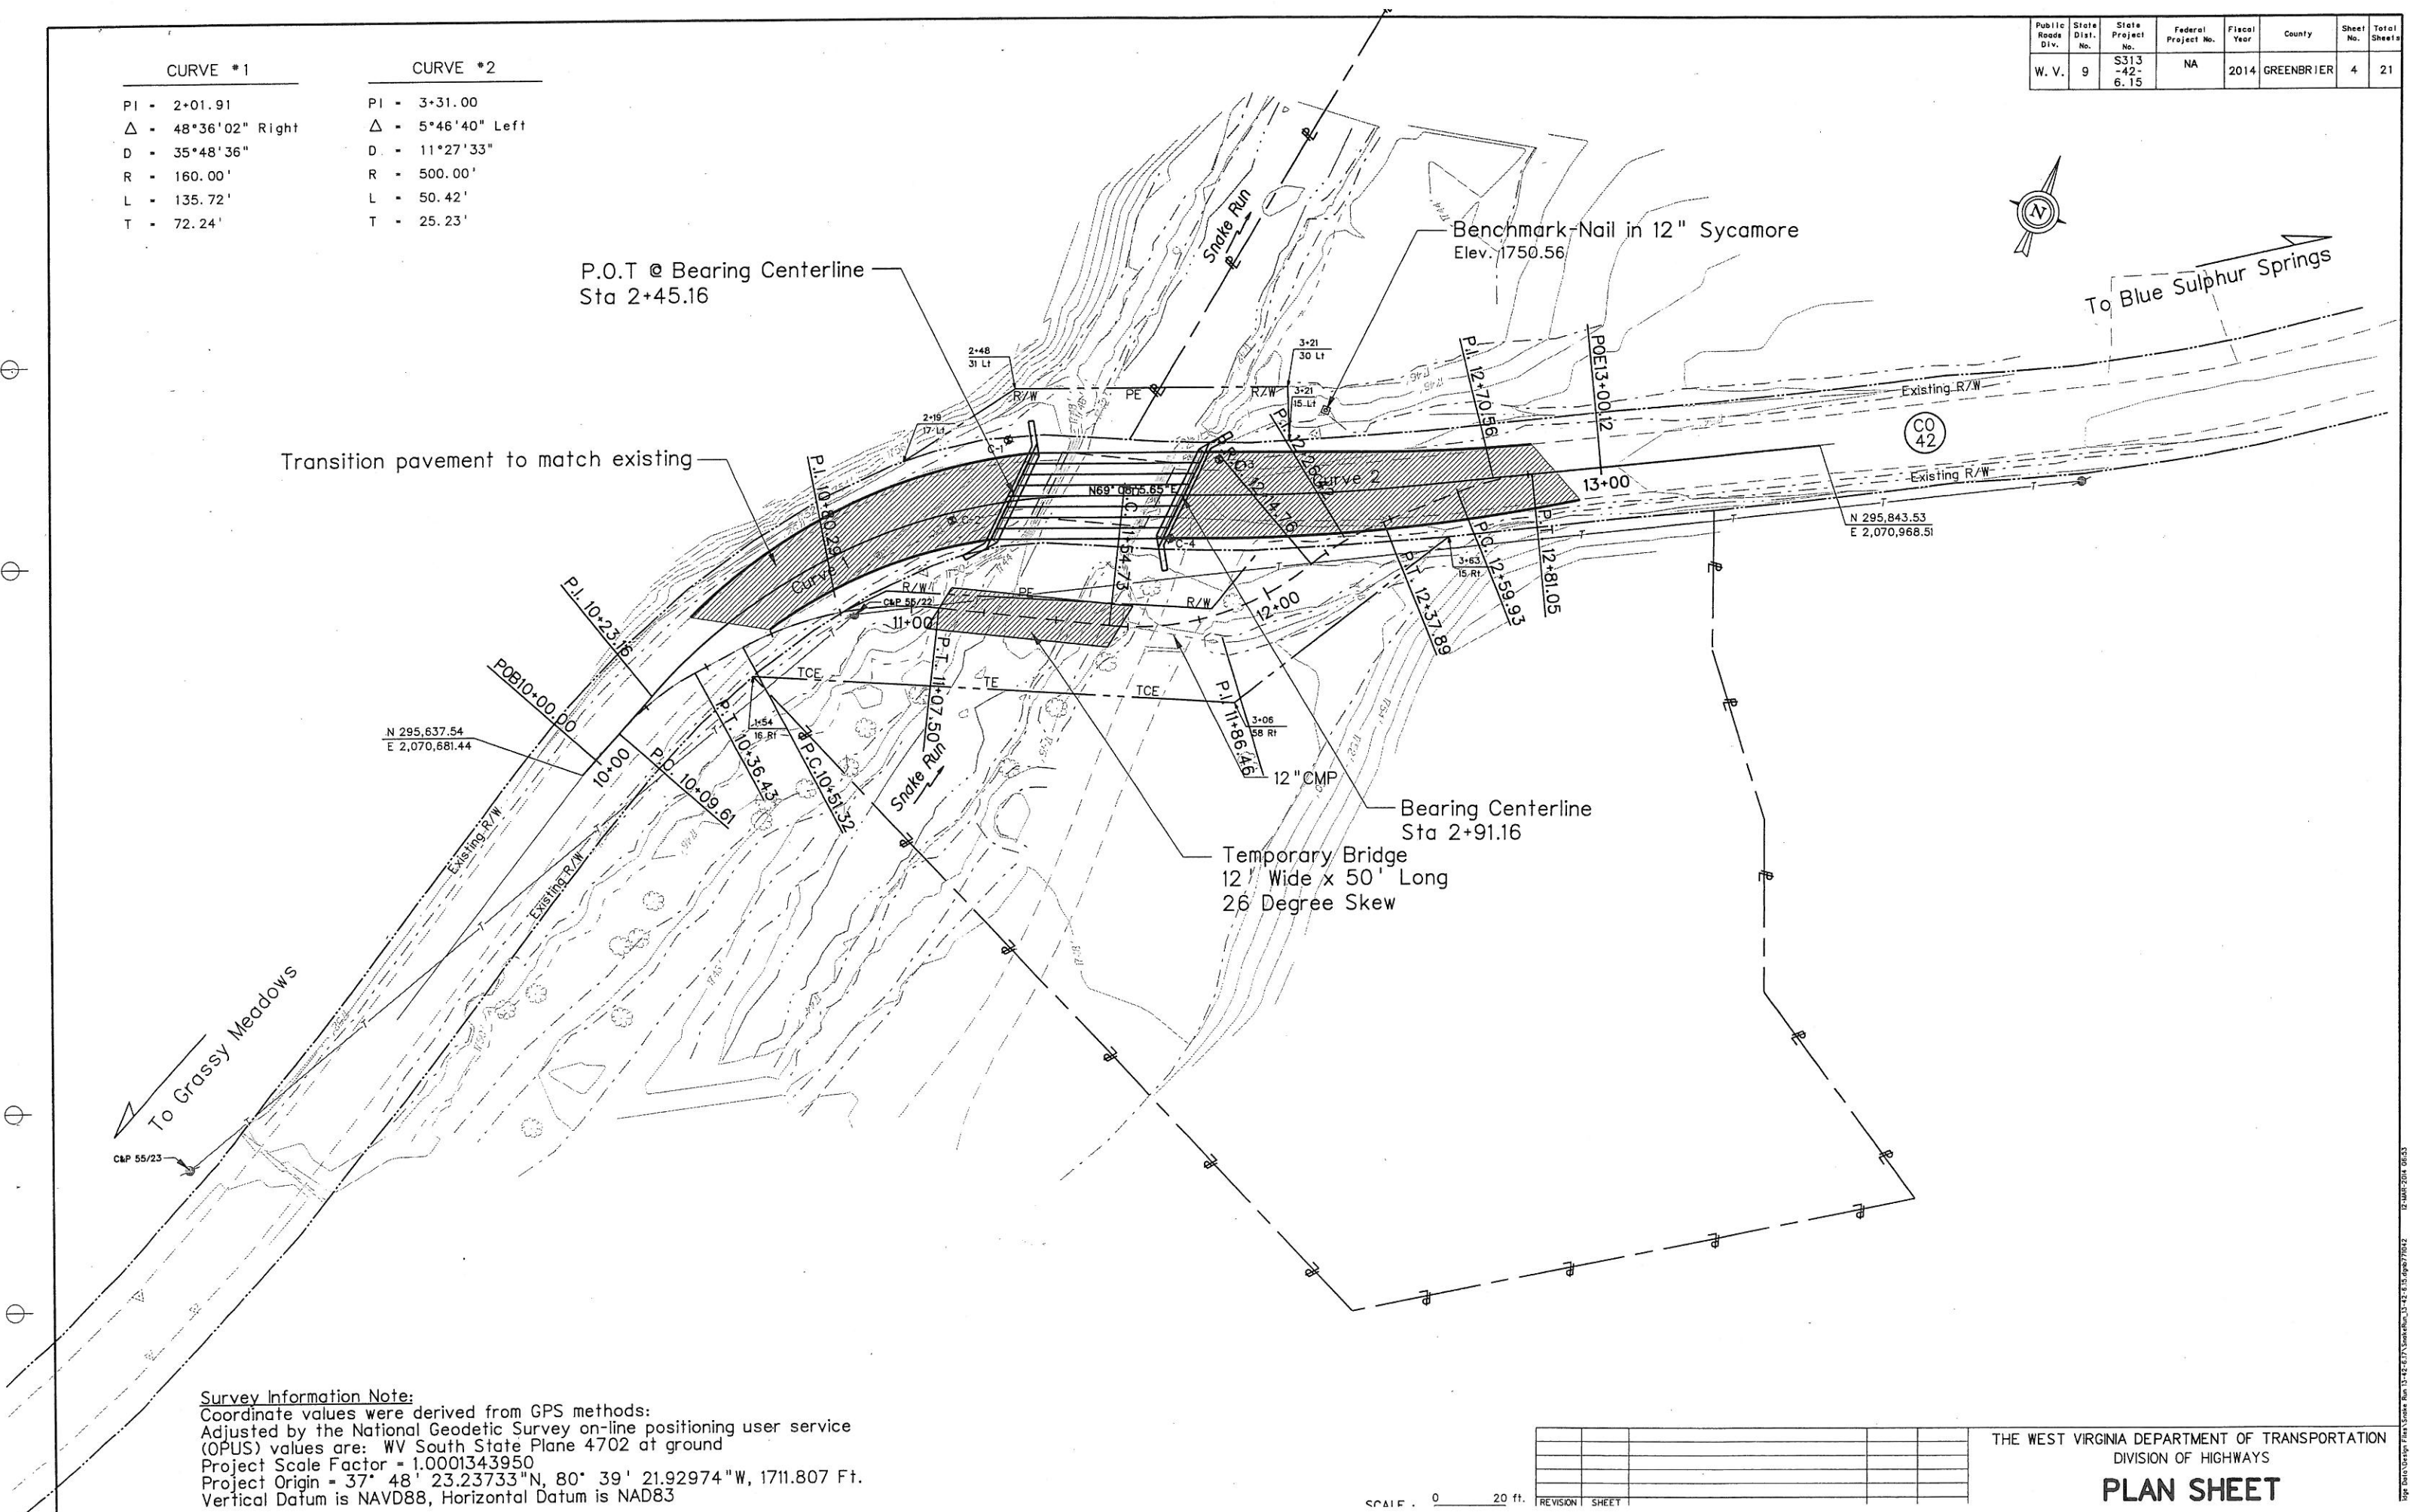 Public Roads Div.
State Dist. No.
State Project No.
Federal Project No.
Fiscal Year
County
Sheet No.
Total Sheets
W. V.
9
S313 -42- 6.15
NA
2014
GREENBRIER
4
21
CURVE #1
PI - 2+01.91
Δ - 48°36'02" Right
D - 35°48'36"
R - 160.00'
L - 135.72'
T - 72.24'
CURVE #2
PI - 3+31.00
Δ - 5°46'40" Left
D - 11°27'33"
R - 500.00'
L - 50.42'
T - 25.23'
Snake Run
Benchmark-Nail in 12" Sycamore
Elev. 1750.56
N
To Blue Sulphur Springs
P.O.T @ Bearing Centerline
Sta 2+45.16
2+48
31 Lt
3+21
30 Lt
3+21
15 Lt
2+19
17 Lt
R/W
PE
R/W
P.I. 12+70.56
POE13+00.12
Existing R/W
CO
42
Existing R/W
Transition pavement to match existing
P.I. 10+80.29
C-1
C-2
C-4
Curve 2
13+00
N 295,843.53
E 2,070,968.51
P.C. 11+54.73
P.T. 12+37.89
P.C. 12+59.93
P.T. 12+81.05
3+63
15 Rt
Curve
R/W
PE
R/W
C&P 55/22
11+00
12+00
P.I. 10+23.16
POB10+00.00
N 295,637.54
E 2,070,681.44
10+00
P.C. 10+09.61
P.T. 10+36.43
P.C. 10+51.32
P.T. 11+07.50
P.I. 11+86.46
TCE
TE
TCE
1+54
16 Rt
3+06
58 Rt
Snake Run
12"CMP
Bearing Centerline
Sta 2+91.16
Temporary Bridge
12' Wide x 50' Long
26 Degree Skew
Existing R/W
Existing R/W
To Grassy Meadows
C&P 55/23
Survey Information Note:
Coordinate values were derived from GPS methods:
Adjusted by the National Geodetic Survey on-line positioning user service
(OPUS) values are: WV South State Plane 4702 at ground
Project Scale Factor = 1.0001343950
Project Origin = 37° 48' 23.23733"N, 80° 39' 21.92974"W, 1711.807 Ft.
Vertical Datum is NAVD88, Horizontal Datum is NAD83
0 20 ft.
REVISION SHEET
THE WEST VIRGINIA DEPARTMENT OF TRANSPORTATION
DIVISION OF HIGHWAYS
PLAN SHEET
12-MAR-2014 06:53